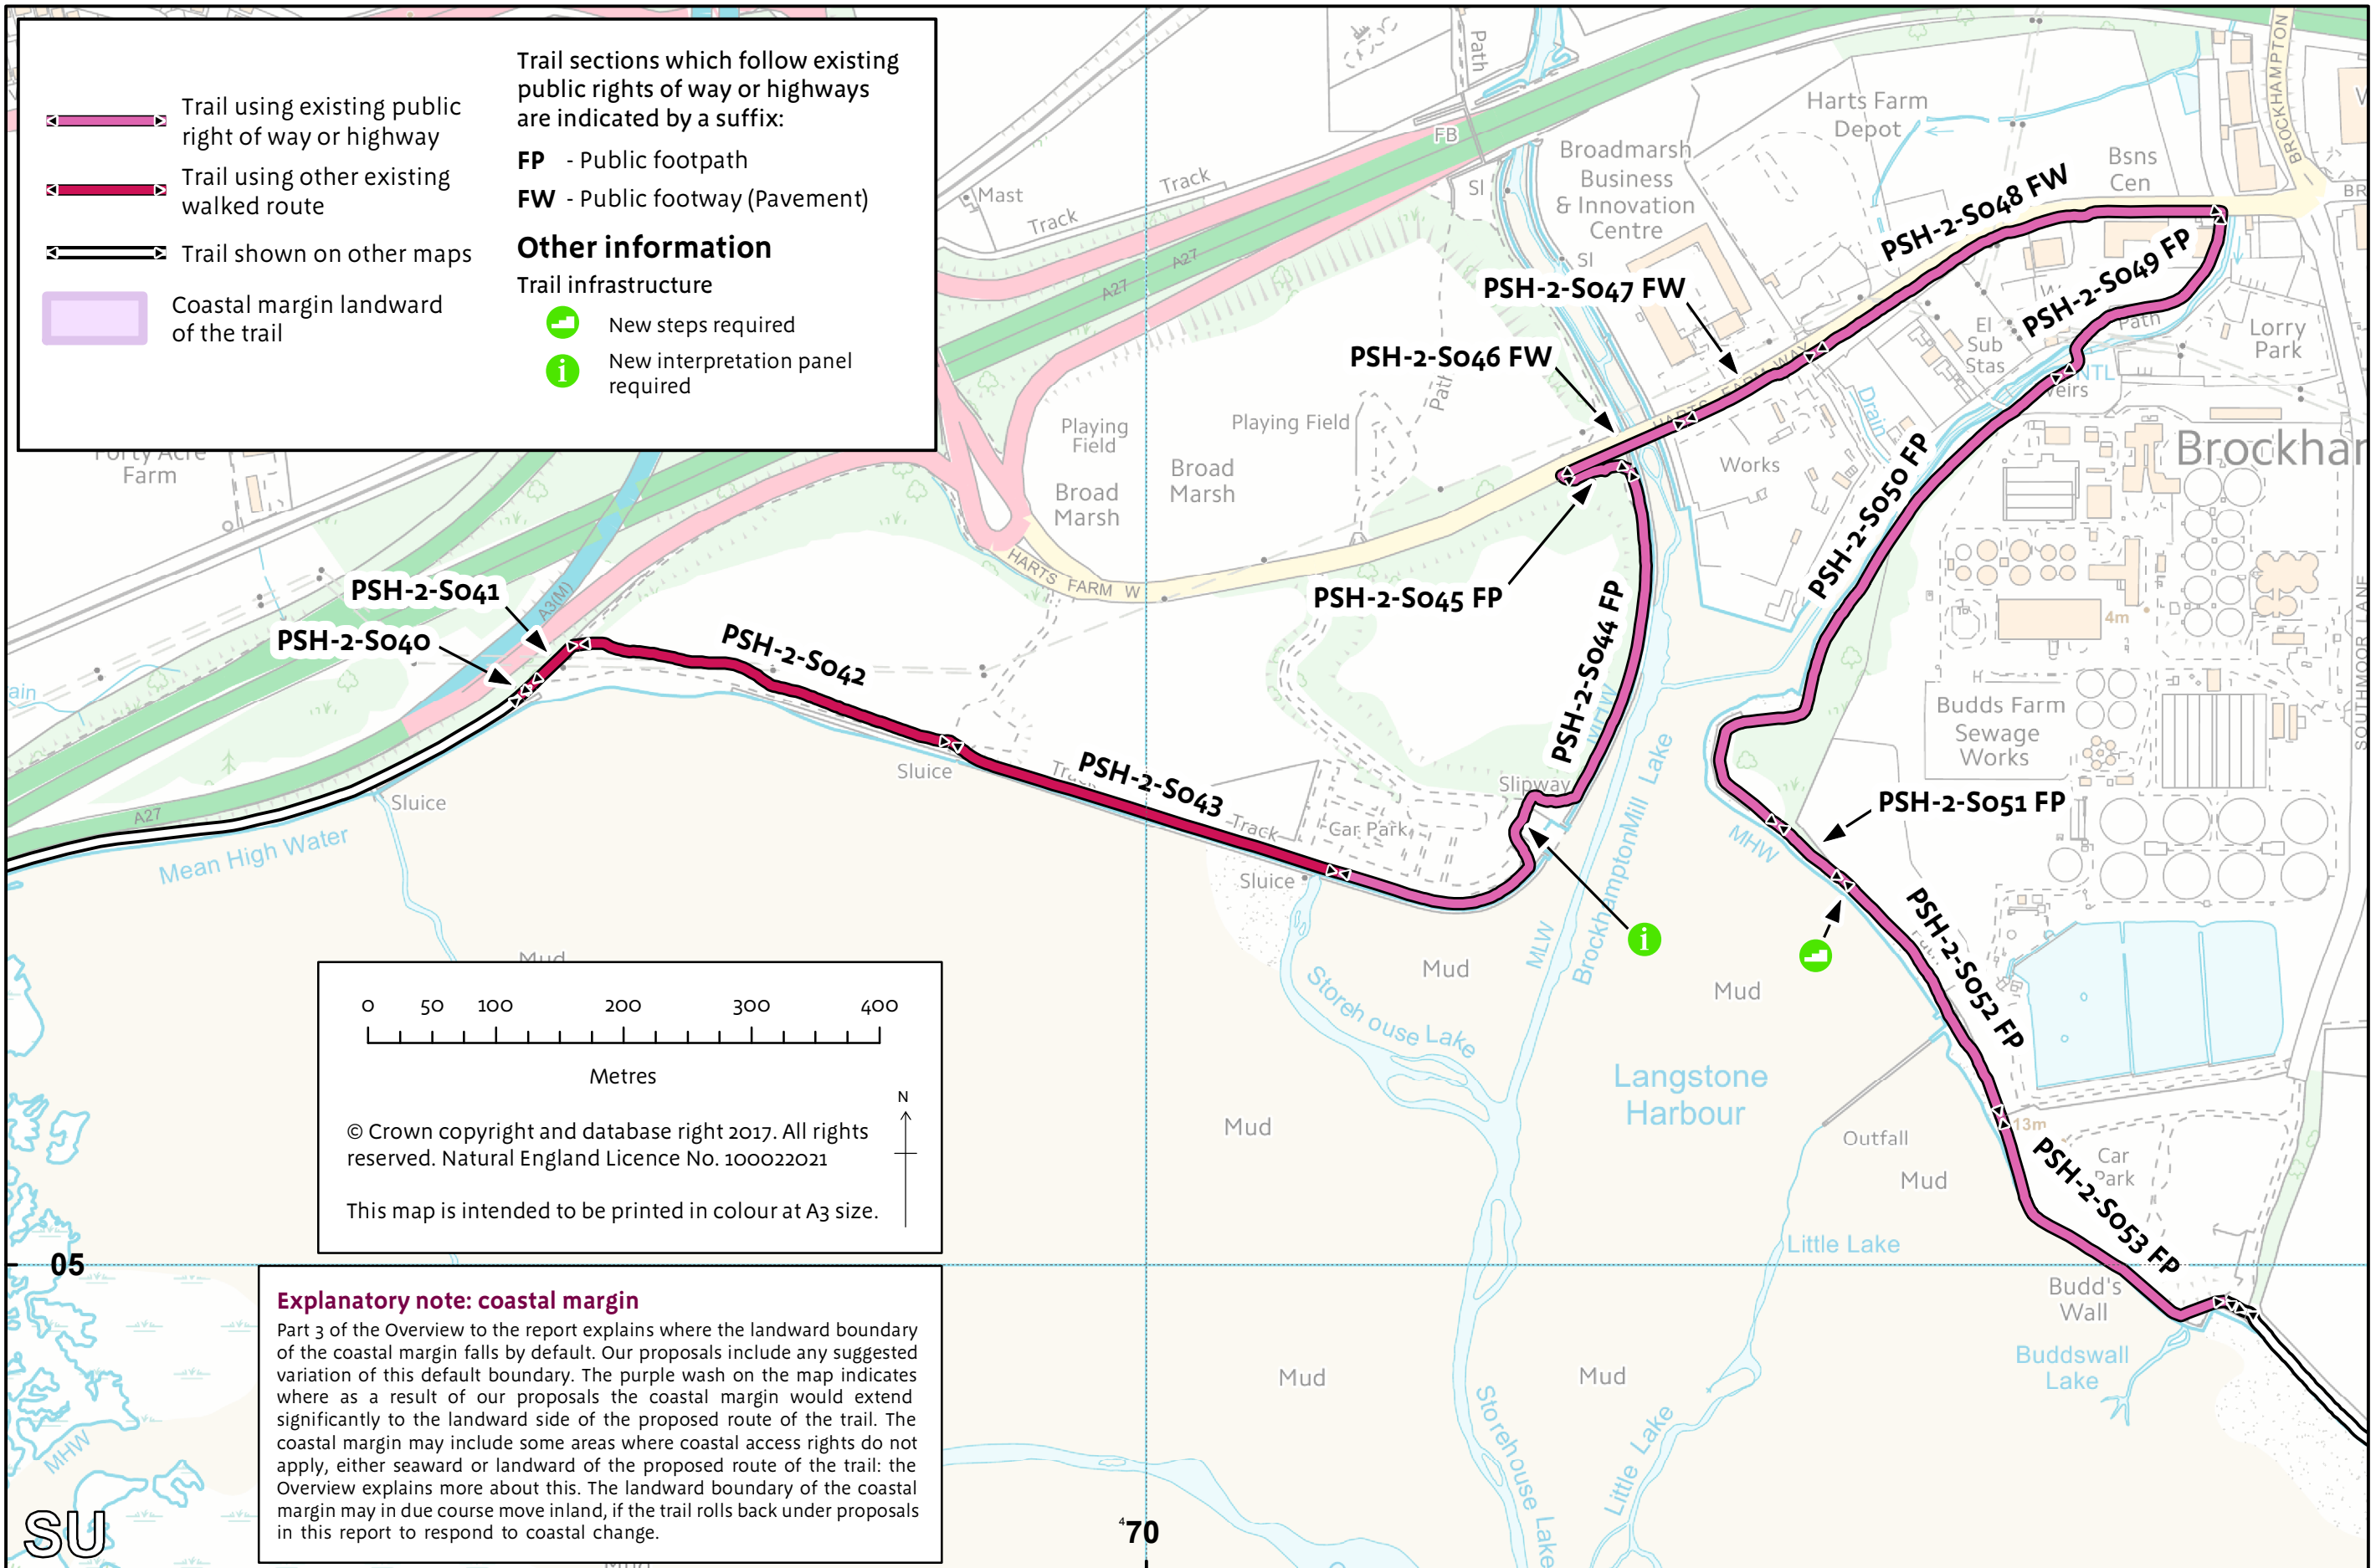 Trail using existing public
right of way or highway
Trail using other existing
walked route
Trail shown on other maps
Coastal margin landward
of the trail
Trail sections which follow existing
public rights of way or highways
are indicated by a suffix:
FP - Public footpath
FW - Public footway (Pavement)
Other information
Trail infrastructure
New steps required
New interpretation panel
required
Path
FB
SI
Mast
Track
Track
A27
A27
Broadmarsh
Business
& Innovation
Centre
SI
Harts Farm
Depot
Bsns
Cen
BROCKHAMPTON
BR
PSH-2-S048 FW
PSH-2-S049 FP
PSH-2-S047 FW
PSH-2-S046 FW
HARTS FARM WAY
Path
Path
El
Sub
Stas
Lorry
Park
NTL
Drain
Works
Playing
Field
Playing Field
Broad
Marsh
Broad
Marsh
Brockham
Farm
HARTS FARM W
A3(M)
PSH-2-S041
PSH-2-S040
PSH-2-S042
PSH-2-S043
PSH-2-S045 FP
PSH-2-S044 FP
PSH-2-S050 FP
4m
SOUTHMOOR LANE
Budds Farm
Sewage
Works
PSH-2-S051 FP
A27
Sluice
Mean High Water
Sluice
Track
Car Park
Slipway
Sluice
MHW
MLW
Brockhampton Mill Lake
Mud
Mud
Mud
Storehouse Lake
PSH-2-S052 FP
Langstone
Harbour
Outfall
13m
Mud
Mud
Car
Park
PSH-2-S053 FP
Little Lake
Budd's
Wall
Buddswall
Lake
Mud
Mud
Storehouse Lake
Little Lake
MHW
0 50 100 200 300 400
Metres
N
© Crown copyright and database right 2017. All rights
reserved. Natural England Licence No. 100022021
This map is intended to be printed in colour at A3 size.
05
Explanatory note: coastal margin
Part 3 of the Overview to the report explains where the landward boundary
of the coastal margin falls by default. Our proposals include any suggested
variation of this default boundary. The purple wash on the map indicates
where as a result of our proposals the coastal margin would extend
significantly to the landward side of the proposed route of the trail. The
coastal margin may include some areas where coastal access rights do not
apply, either seaward or landward of the proposed route of the trail: the
Overview explains more about this. The landward boundary of the coastal
margin may in due course move inland, if the trail rolls back under proposals
in this report to respond to coastal change.
SU
470